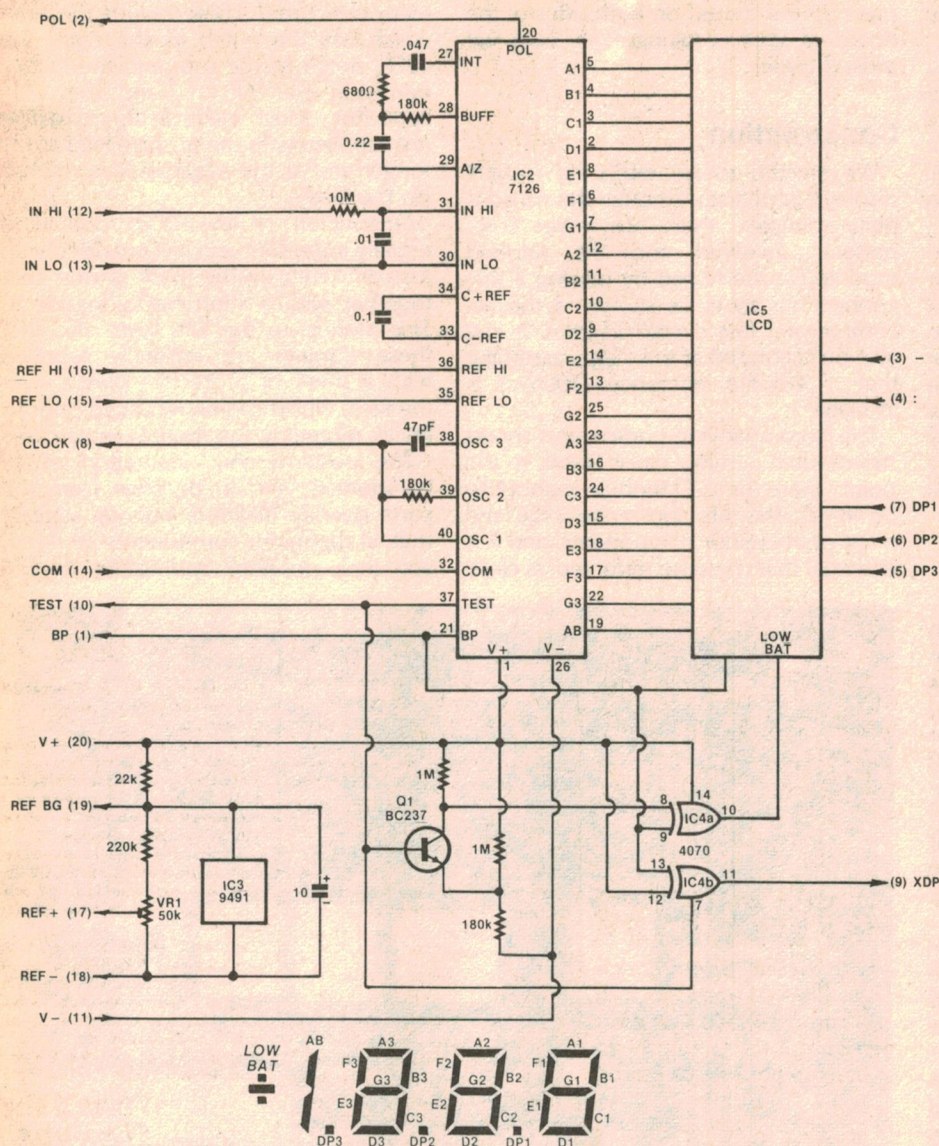 POL (2)
20
POL
.047
27
INT
680Ω
180k
28
BUFF
0.22
29
A/Z
IC2
7126
10M
IN HI (12)
31
IN HI
.01
IN LO (13)
30
IN LO
34
C+REF
0.1
33
C-REF
REF HI (16)
36
REF HI
REF LO (15)
35
REF LO
47pF
CLOCK (8)
38
OSC 3
180k
39
OSC 2
40
OSC 1
COM (14)
32
COM
TEST (10)
37
TEST
BP (1)
21
BP
V+
1
V-
26
A1
5
B1
4
C1
3
D1
2
E1
8
F1
6
G1
7
A2
12
B2
11
C2
10
D2
9
E2
14
F2
13
G2
25
A3
23
B3
16
C3
24
D3
15
E3
18
F3
17
G3
22
AB
19
IC5
LCD
LOW
BAT
(3) -
(4) :
(7) DP1
(6) DP2
(5) DP3
V+ (20)
22k
REF BG (19)
220k
IC3
9491
10
+
-
REF+ (17)
VR1
50k
REF- (18)
V- (11)
1M
Q1
BC237
1M
180k
8
9
14
IC4a
10
4070
13
12
IC4b
11
7
(9) XDP
LOW
BAT
AB
DP3
A3
F3
G3
B3
E3
C3
D3
DP2
A2
F2
G2
B2
E2
C2
D2
DP1
A1
F1
G1
B1
E1
C1
D1